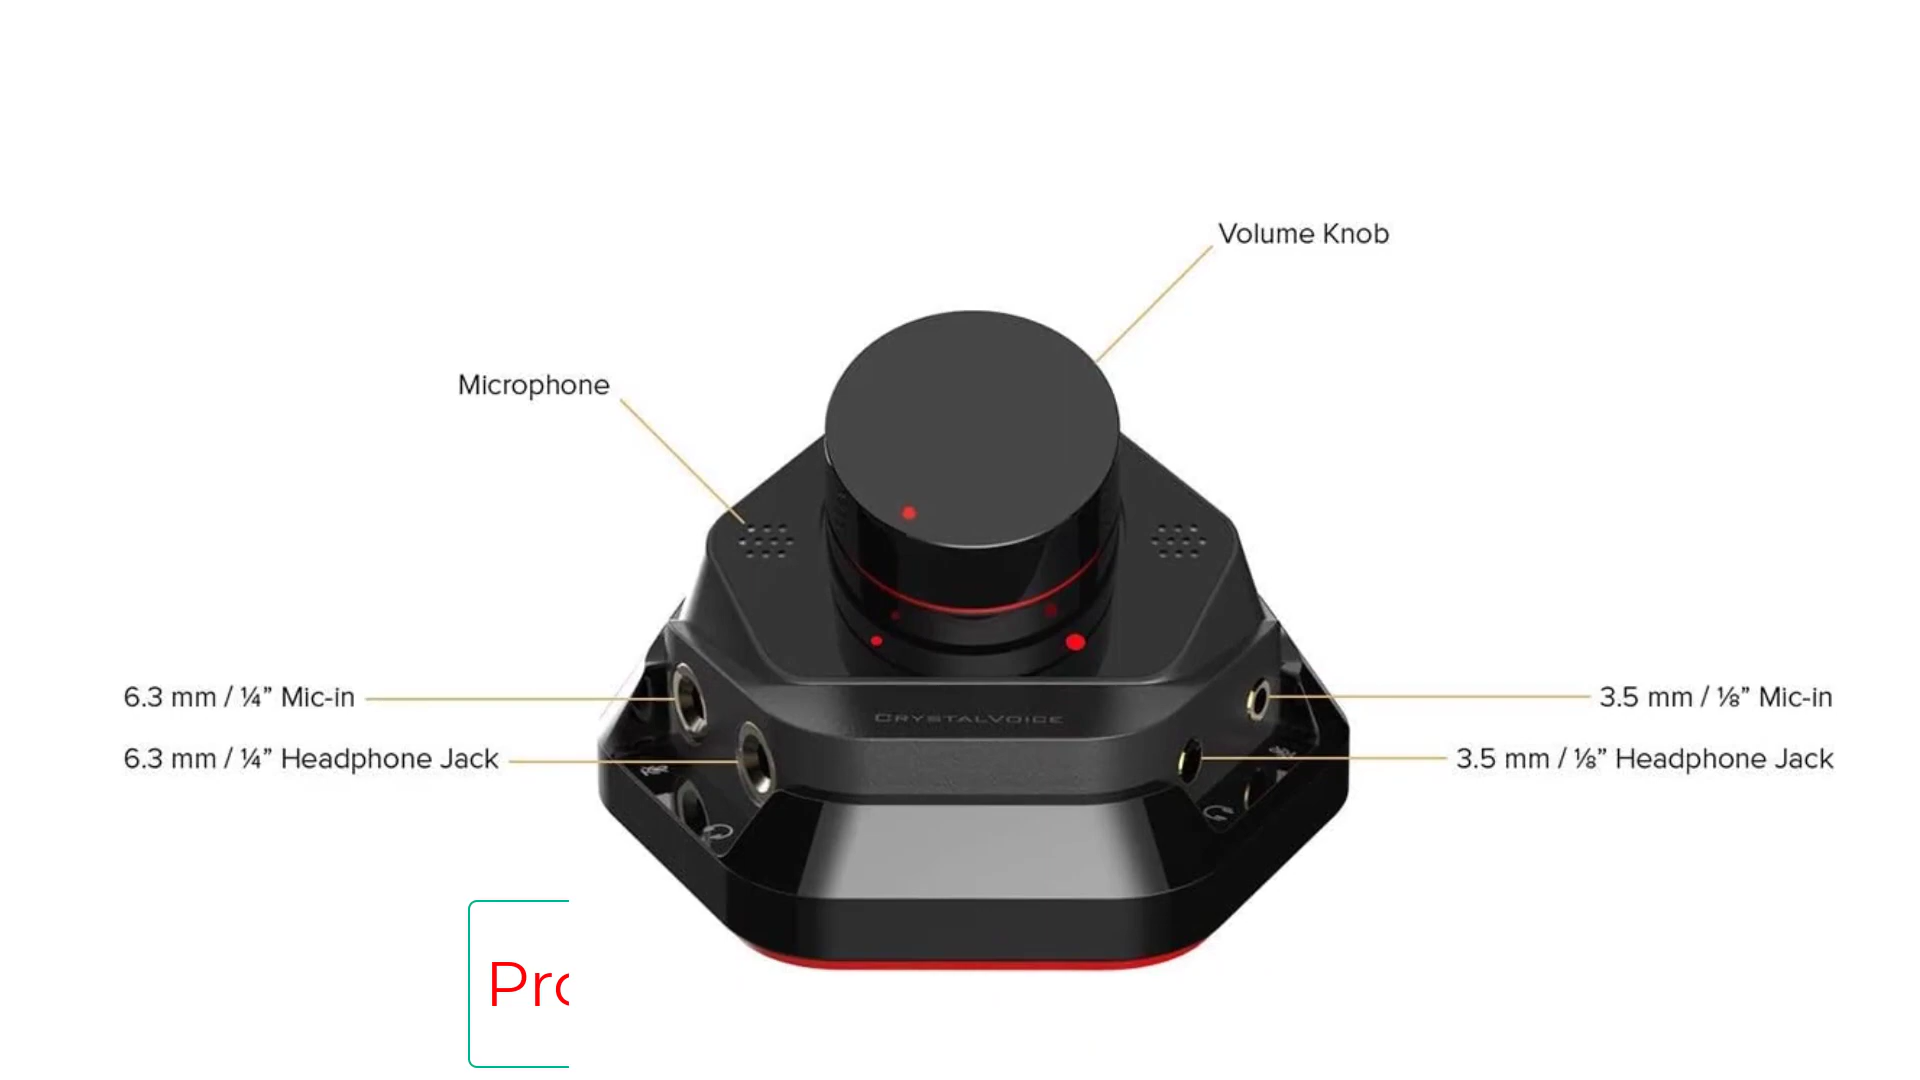 Volume Knob
Microphone
6.3 mm / ¼” Mic-in
3.5 mm / ⅛” Mic-in
CRYSTALVOICE
6.3 mm / ¼” Headphone Jack
3.5 mm / ⅛” Headphone Jack
Pro